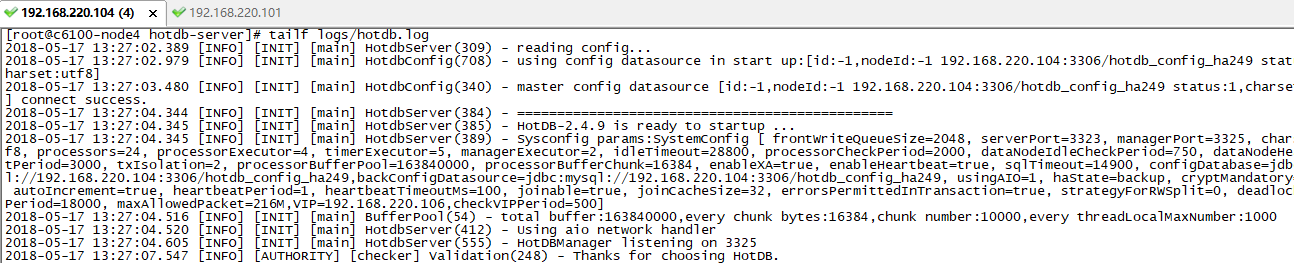 192.168.220.104 (4) × 192.168.220.101
[root@c6100-node4 hotdb-server]# tailf logs/hotdb.log
2018-05-17 13:27:02.389 [INFO] [INIT] [main] HotdbServer(309) - reading config...
2018-05-17 13:27:02.979 [INFO] [INIT] [main] HotdbConfig(708) - using config datasource in start up:[id:-1,nodeId:-1 192.168.220.104:3306/hotdb_config_ha249 stat
harset:utf8]
2018-05-17 13:27:03.480 [INFO] [INIT] [main] HotdbConfig(340) - master config datasource [id:-1,nodeId:-1 192.168.220.104:3306/hotdb_config_ha249 status:1,charse
] connect success.
2018-05-17 13:27:04.344 [INFO] [INIT] [main] HotdbServer(384) - ===============================================
2018-05-17 13:27:04.345 [INFO] [INIT] [main] HotdbServer(385) - HotDB-2.4.9 is ready to startup ...
2018-05-17 13:27:04.345 [INFO] [INIT] [main] HotdbServer(389) - Sysconfig params:SystemConfig [ frontWriteQueueSize=2048, serverPort=3323, managerPort=3325, char
f8, processors=24, processorExecutor=4, timerExecutor=5, managerExecutor=2, idleTimeout=28800, processorCheckPeriod=2000, dataNodeIdleCheckPeriod=750, dataNodeHe
tPeriod=3000, txIsolation=2, processorBufferPool=163840000, processorBufferChunk=16384, enableXA=true, enableHeartbeat=true, sqlTimeout=14900, configDatabase=jdb
l://192.168.220.104:3306/hotdb_config_ha249,backConfigDatasource=jdbc:mysql://192.168.220.104:3306/hotdb_config_ha249, usingAIO=1, haState=backup, cryptMandatory
 autoIncrement=true, heartbeatPeriod=1, heartbeatTimeoutMs=100, joinable=true, joinCacheSize=32, errorsPermittedInTransaction=true, strategyForRWSplit=0, deadloc
Period=18000, maxAllowedPacket=216M,VIP=192.168.220.106,checkVIPPeriod=500]
2018-05-17 13:27:04.516 [INFO] [INIT] [main] BufferPool(54) - total buffer:163840000,every chunk bytes:16384,chunk number:10000,every threadLocalMaxNumber:1000
2018-05-17 13:27:04.520 [INFO] [INIT] [main] HotdbServer(412) - Using aio network handler
2018-05-17 13:27:04.605 [INFO] [INIT] [main] HotdbServer(555) - HotDBManager listening on 3325
2018-05-17 13:27:07.547 [INFO] [AUTHORITY] [checker] Validation(248) - Thanks for choosing HotDB.